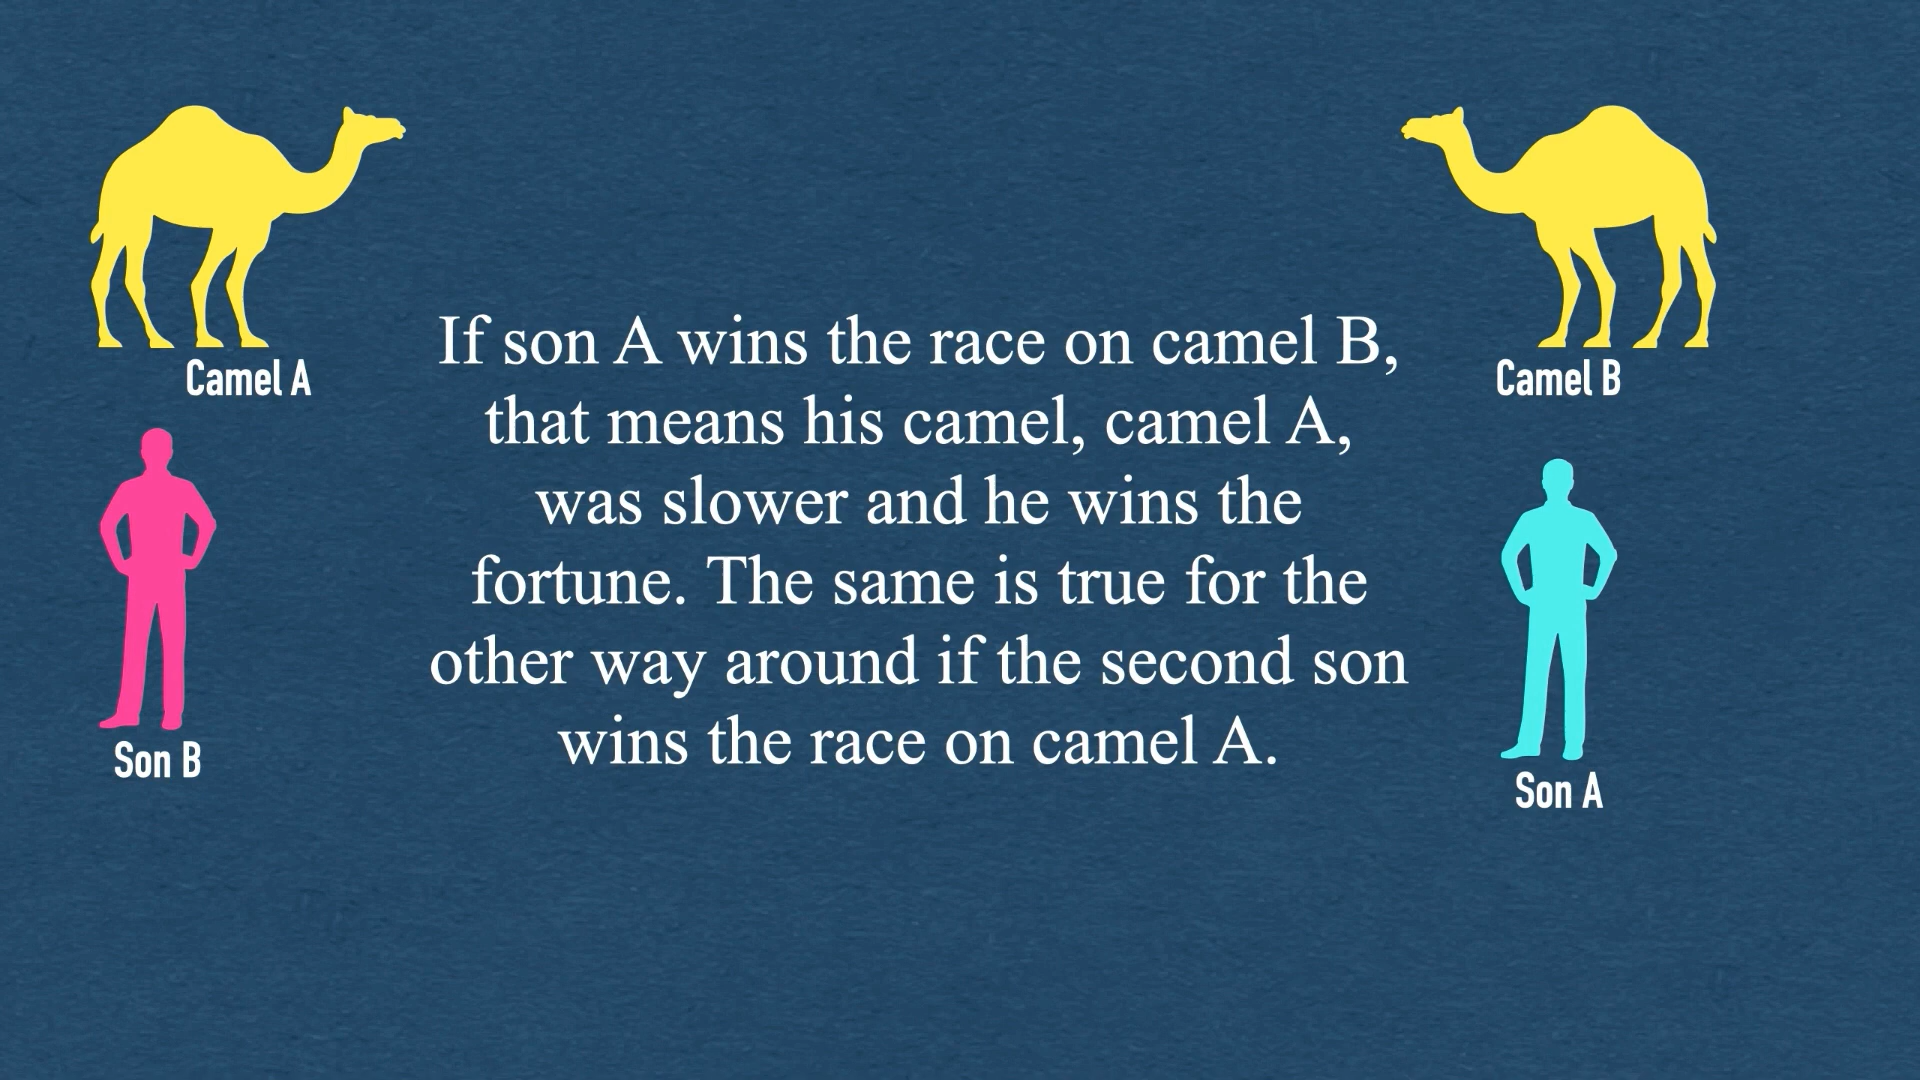 If son A wins the race on camel B,
that means his camel, camel A,
was slower and he wins the
fortune. The same is true for the
other way around if the second son
wins the race on camel A.
Camel A
Camel B
Son B
Son A